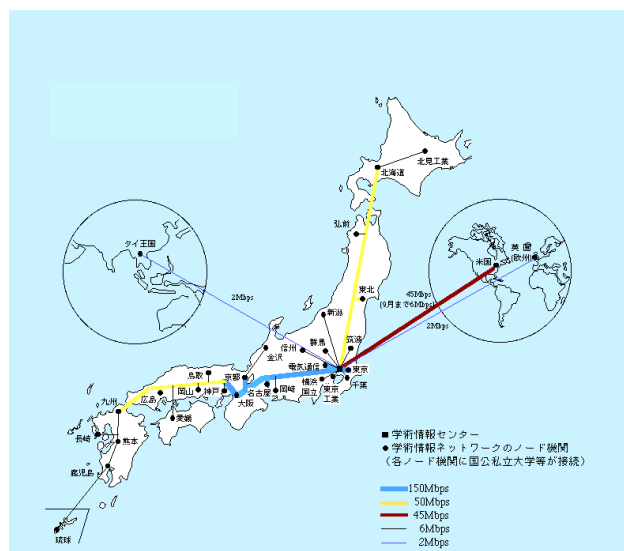 北海道
北見工業
弘前
東北
新潟
筑波
群馬
信州
金沢
電気通信
東京
千葉
東京
工業
横浜
国立
岡崎
名古屋
京都
大阪
神戸
岡山
鳥取
広島
愛媛
九州
長崎
熊本
鹿児島
琉球
タイ王国
2Mbps
米国
英国
(欧州)
45Mbps
(9月まで6Mbps)
2Mbps
■学術情報センター
●学術情報ネットワークのノード機関
(各ノード機関に国公私立大学等が接続)
150Mbps
50Mbps
45Mbps
6Mbps
2Mbps